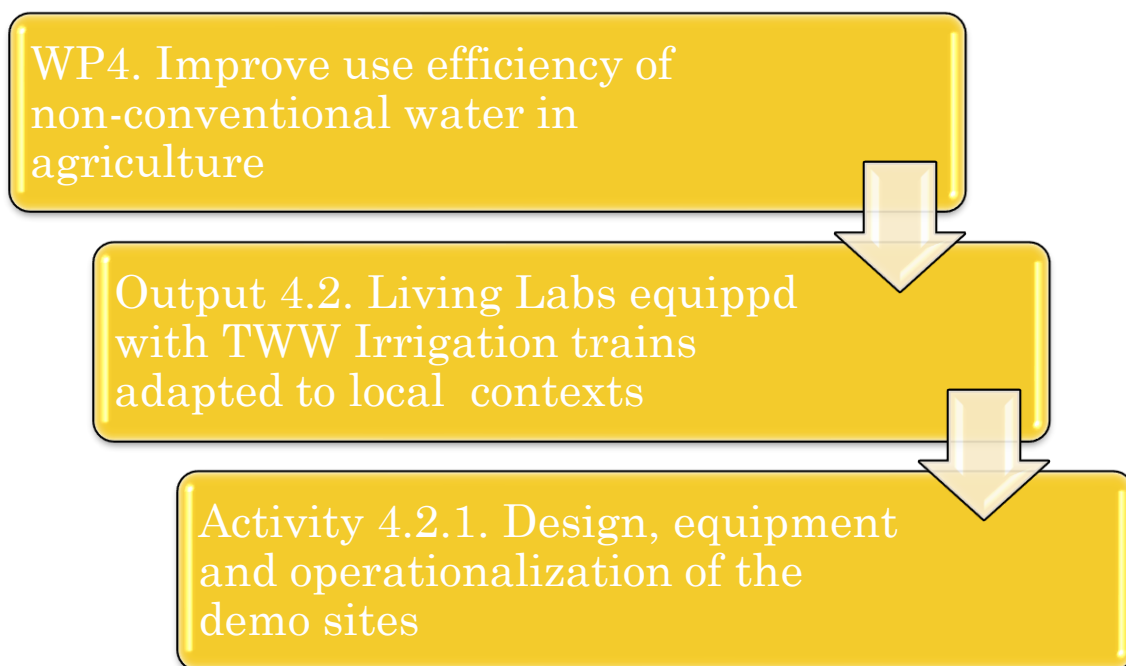 WP4. Improve use efficiency of
non-conventional water in
agriculture
Output 4.2. Living Labs equippd
with TWW Irrigation trains
adapted to local  contexts
Activity 4.2.1. Design, equipment
and operationalization of the
demo sites